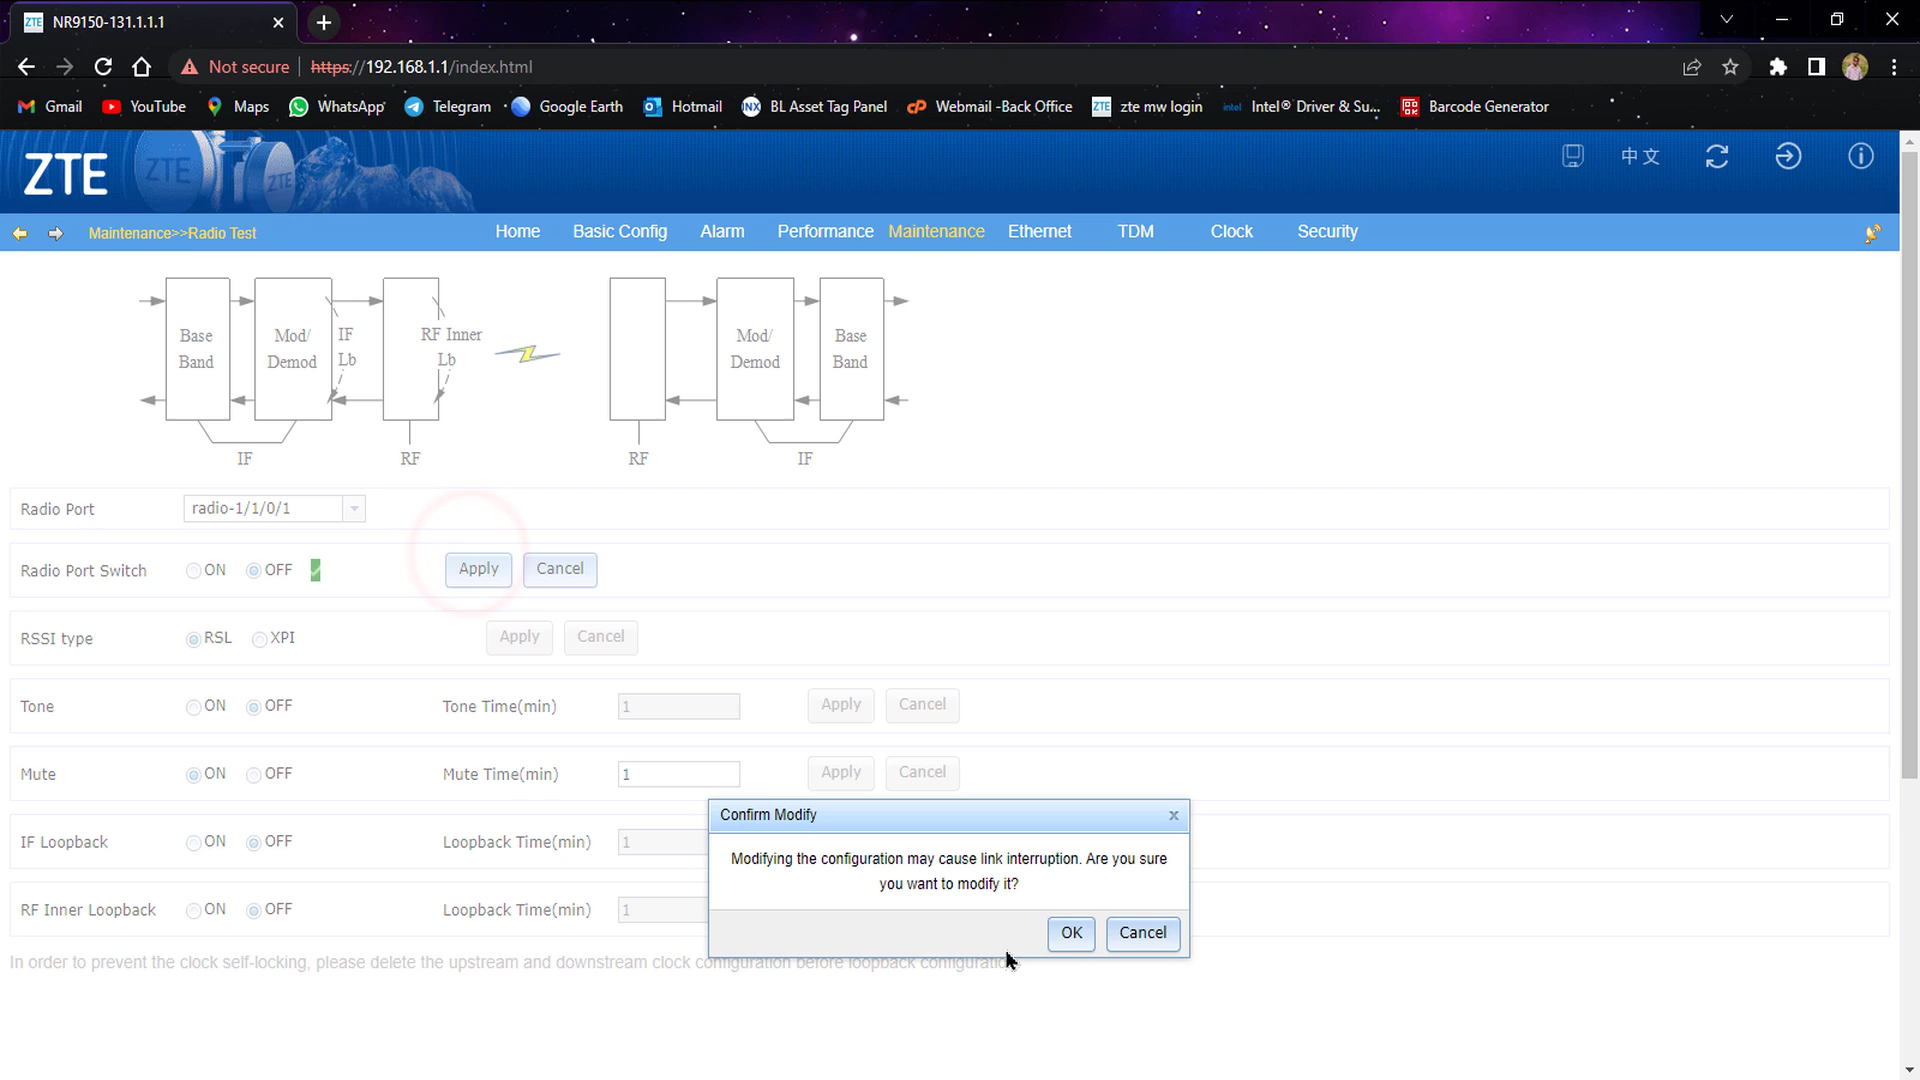 ZTE NR9150-131.1.1.1
Not secure https://192.168.1.1/index.html
Gmail YouTube Maps WhatsApp Telegram Google Earth Hotmail INX BL Asset Tag Panel cP Webmail -Back Office ZTE zte mw login intel Intel® Driver & Su... Barcode Generator
ZTE ZTE ZTE 中文
Maintenance>>Radio Test Home Basic Config Alarm Performance Maintenance Ethernet TDM Clock Security
Base Mod/ IF RF Inner Mod/ Base
Band Demod Lb Lb Demod Band
IF RF RF IF
Radio Port radio-1/1/0/1
Radio Port Switch ON OFF Apply Cancel
RSSI type RSL XPI Apply Cancel
Tone ON OFF Tone Time(min) 1 Apply Cancel
Mute ON OFF Mute Time(min) 1 Apply Cancel
Confirm Modify x
IF Loopback ON OFF Loopback Time(min) 1
Modifying the configuration may cause link interruption. Are you sure
you want to modify it?
RF Inner Loopback ON OFF Loopback Time(min) 1
OK Cancel
In order to prevent the clock self-locking, please delete the upstream and downstream clock configuration before loopback